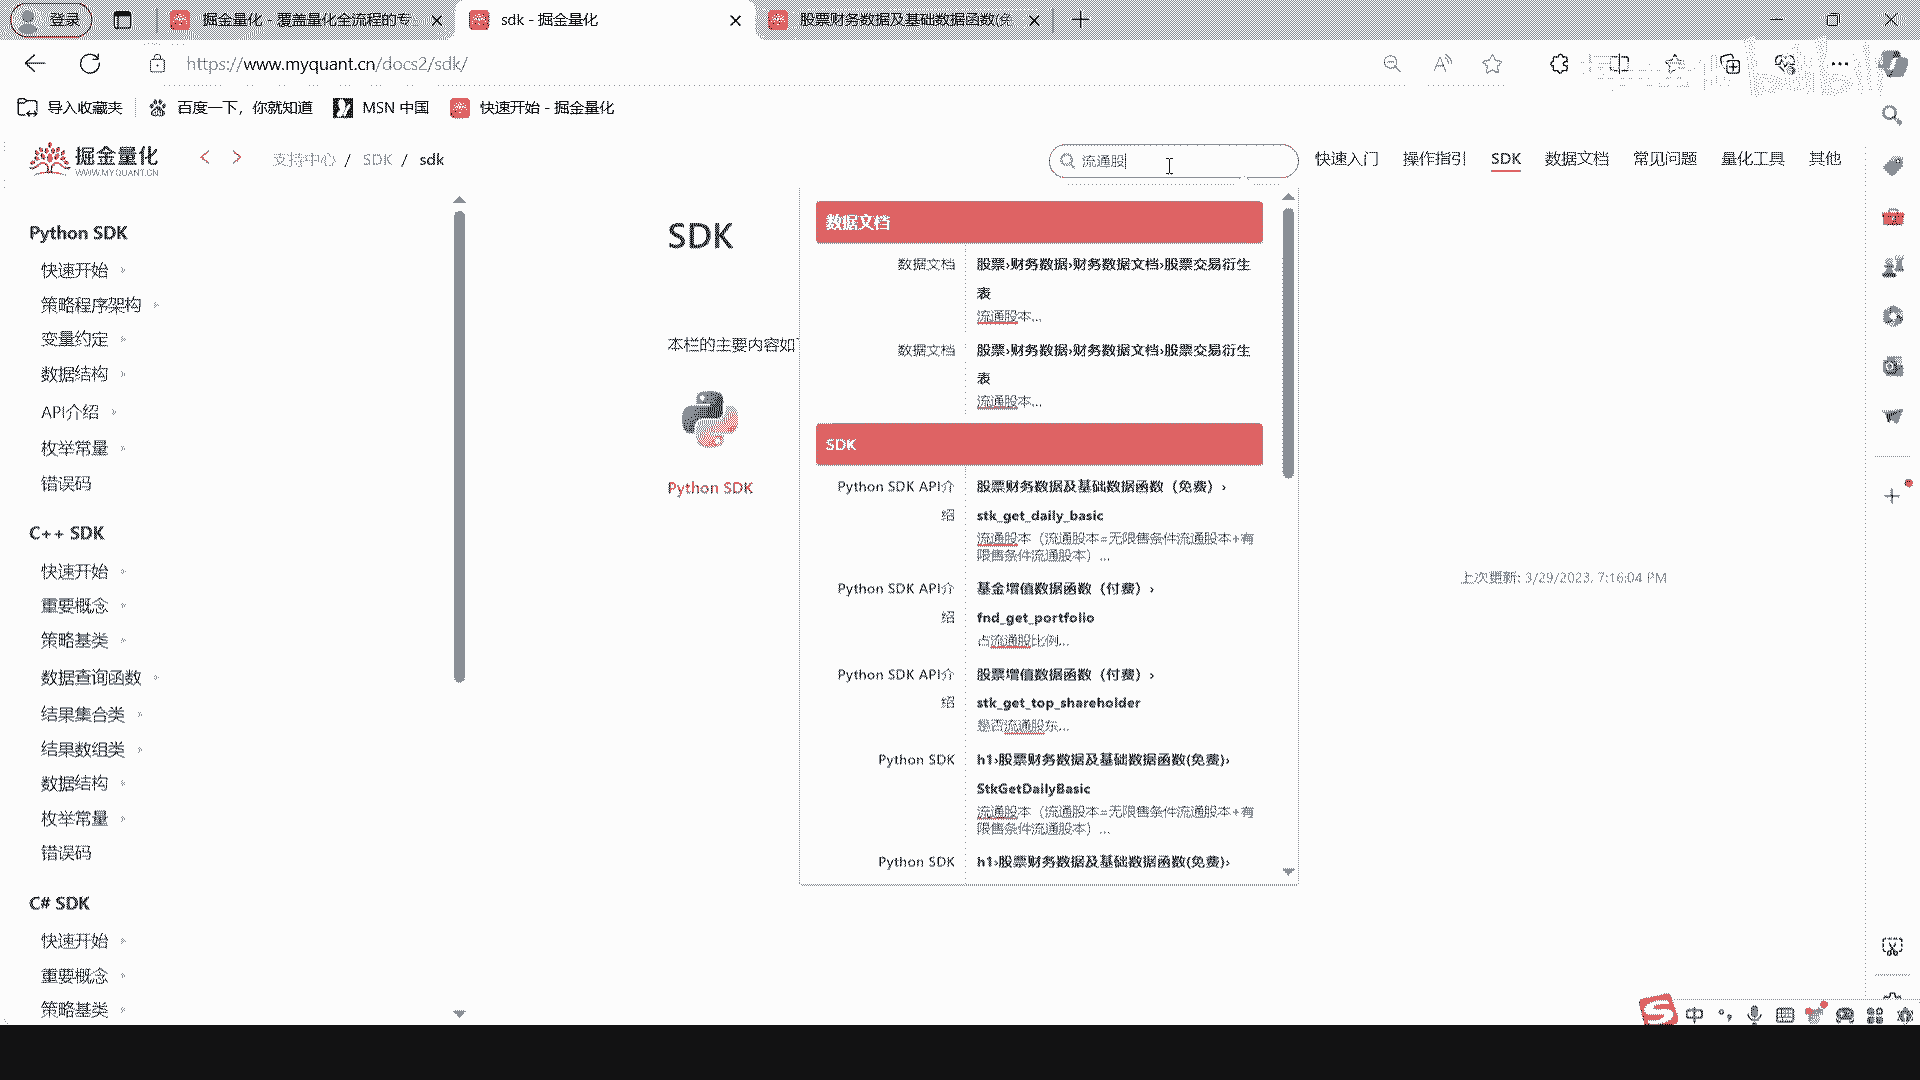 登录
掘金量化 - 覆盖量化全流程的专
sdk - 掘金量化
股票财务数据及基础数据函数(免
https://www.myquant.cn/docs2/sdk/
导入收藏夹
百度一下，你就知道
MSN 中国
快速开始 - 掘金量化
掘金量化
WWW.MYQUANT.CN
支持中心 / SDK / sdk
流通股
快速入门
操作指引
SDK
数据文档
常见问题
量化工具
其他
Python SDK
快速开始
策略程序架构
变量约定
数据结构
API介绍
枚举常量
错误码
C++ SDK
快速开始
重要概念
策略基类
数据查询函数
结果集合类
结果数组类
数据结构
枚举常量
错误码
C# SDK
快速开始
重要概念
策略基类
SDK
本栏的主要内容如
Python SDK
数据文档
数据文档
股票›财务数据›财务数据文档›股票交易衍生
表
流通股本...
数据文档
股票›财务数据›财务数据文档›股票交易衍生
表
流通股本...
SDK
Python SDK API介
绍
股票财务数据及基础数据函数（免费）›
stk_get_daily_basic
流通股本（流通股本=无限售条件流通股本+有
限售条件流通股本）...
Python SDK API介
绍
基金增值数据函数（付费）›
fnd_get_portfolio
占流通股比例...
Python SDK API介
绍
股票增值数据函数（付费）›
stk_get_top_shareholder
是否流通股东...
Python SDK
h1›股票财务数据及基础数据函数(免费)›
StkGetDailyBasic
流通股本（流通股本=无限售条件流通股本+有
限售条件流通股本）...
Python SDK
h1›股票财务数据及基础数据函数(免费)›
上次更新: 3/29/2023, 7:16:04 PM
中